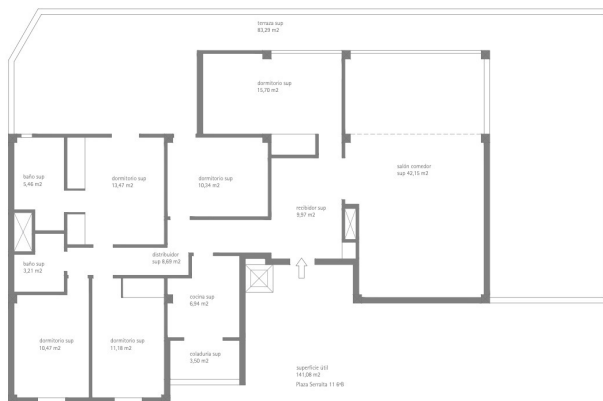 terraza sup
83,29 m2
dormitorio sup
15,70 m2
baño sup
5,46 m2
dormitorio sup
13,47 m2
dormitorio sup
10,34 m2
salón comedor
sup 42,15 m2
recibidor sup
9,97 m2
distribuidor
sup 8,69 m2
baño sup
3,21 m2
cocina sup
6,94 m2
dormitorio sup
10,47 m2
dormitorio sup
11,18 m2
coladuría sup
3,50 m2
superficie útil
141,08 m2
Plaza Serralta 11 6ºB